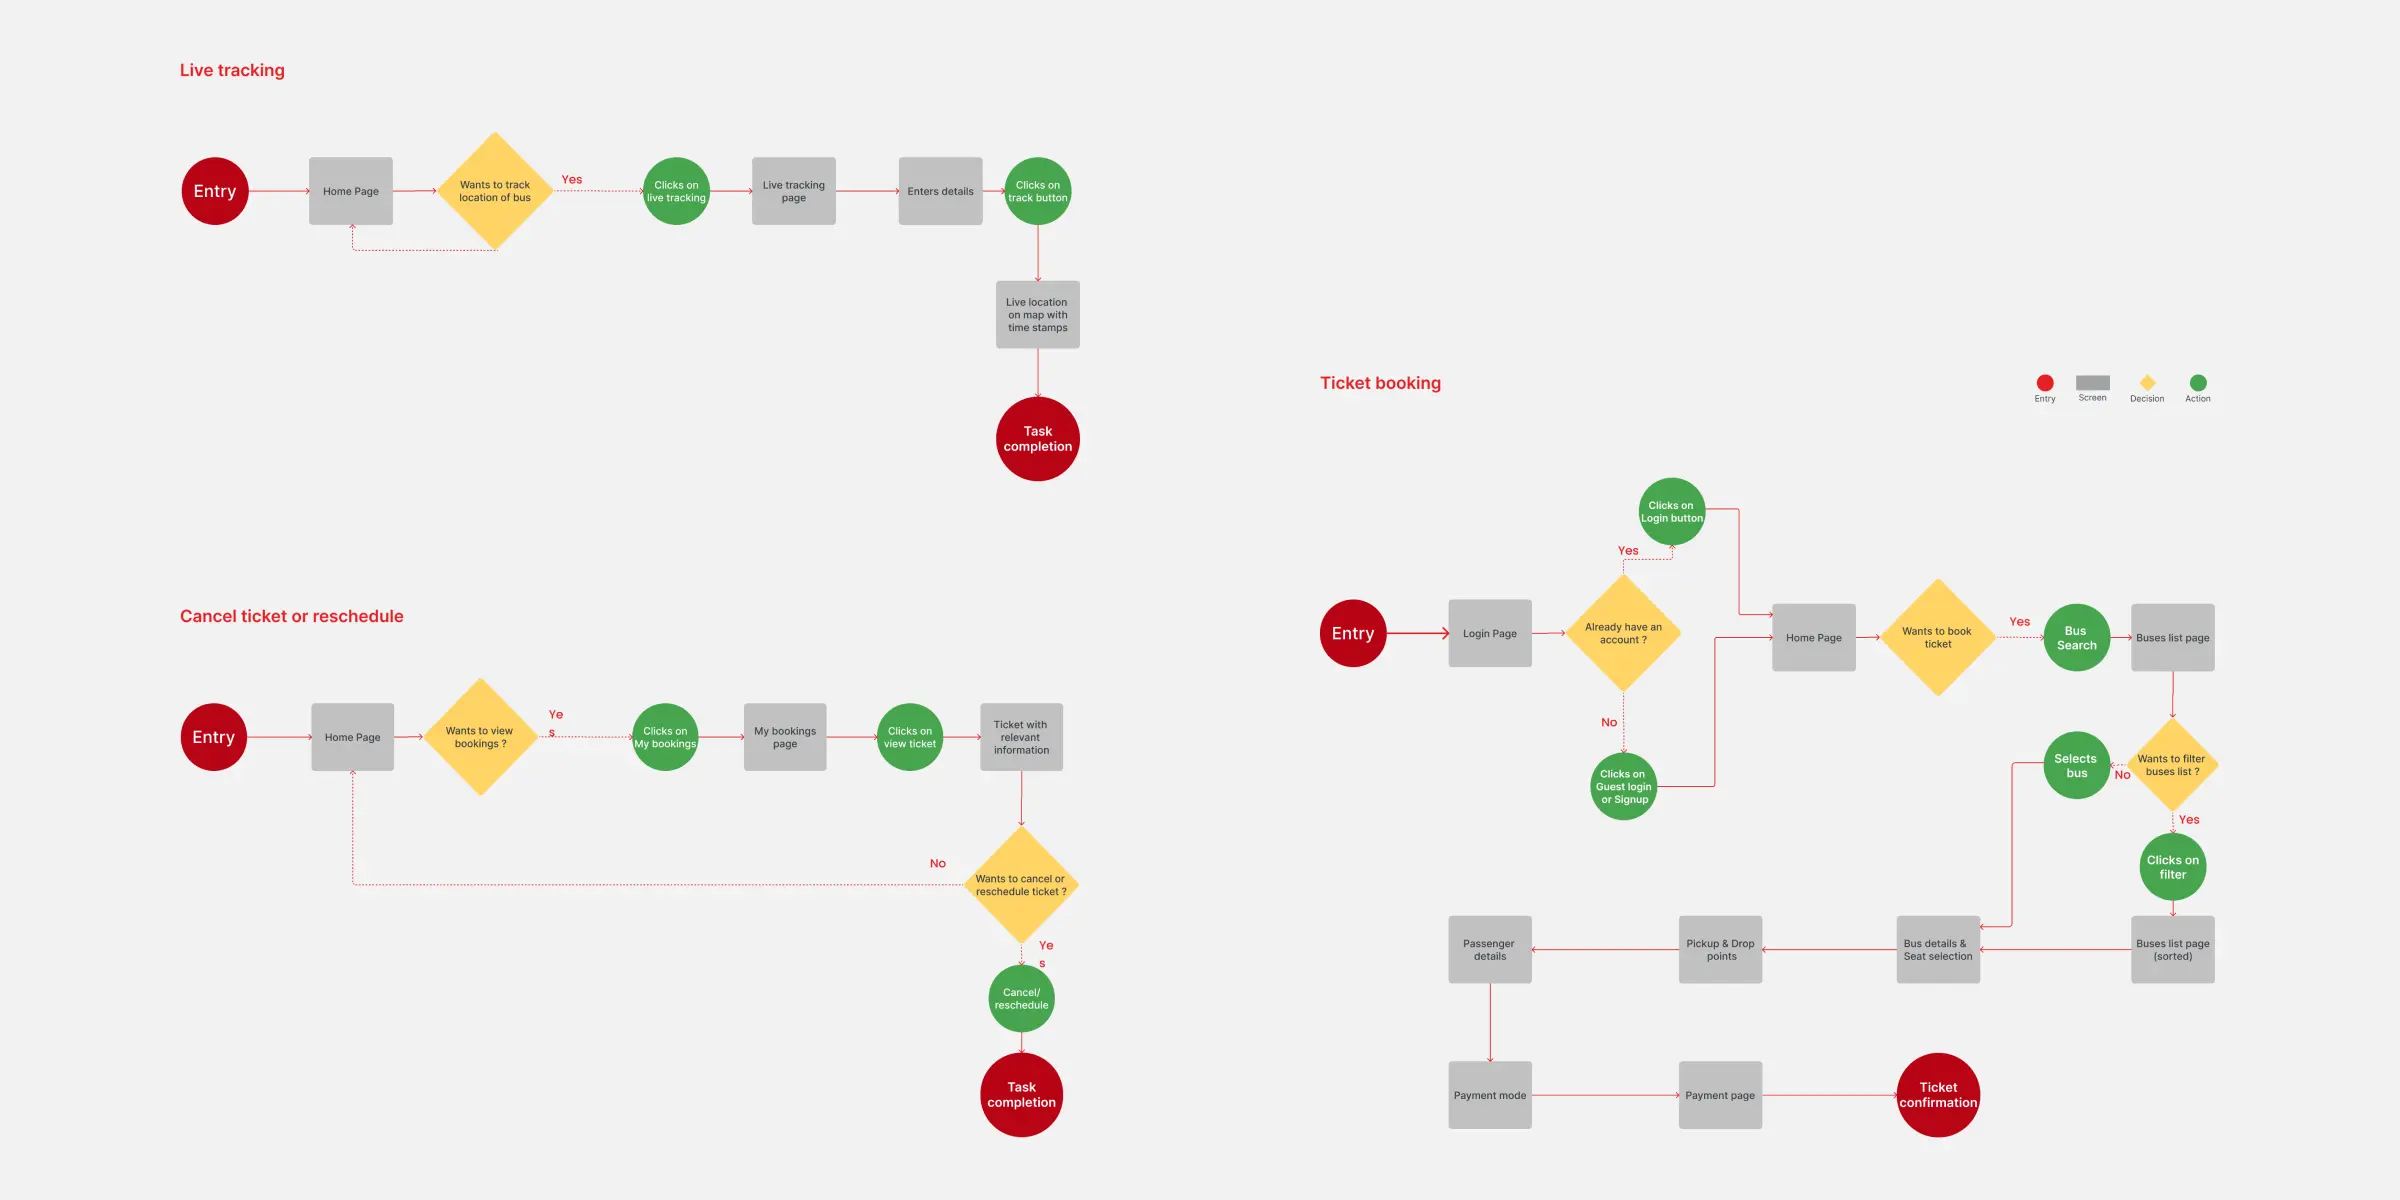 Live tracking
Entry
Home Page
Wants to track
location of bus
Yes
Clicks on
live tracking
Live tracking
page
Enters details
Clicks on
track button
Live location
on map with
time stamps
Task
completion
Cancel ticket or reschedule
Entry
Home Page
Wants to view
bookings ?
Ye
s
Clicks on
My bookings
My bookings
page
Clicks on
view ticket
Ticket with
relevant
information
No
Wants to cancel or
reschedule ticket ?
Ye
s
Cancel/
reschedule
Task
completion
Ticket booking
Entry
Screen
Decision
Action
Entry
Login Page
Already have an
account ?
Yes
Clicks on
Login button
No
Clicks on
Guest login
or Signup
Home Page
Wants to book
ticket
Yes
Bus
Search
Buses list page
Wants to filter
buses list ?
No
Selects
bus
Yes
Clicks on
filter
Buses list page
(sorted)
Bus details &
Seat selection
Pickup & Drop
points
Passenger
details
Payment mode
Payment page
Ticket
confirmation